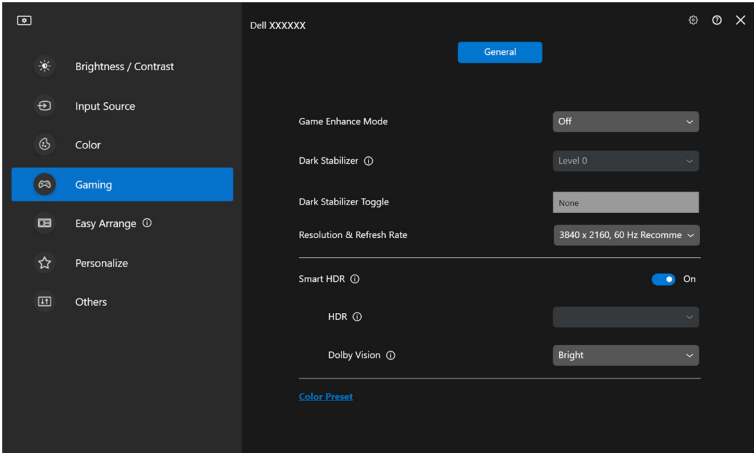 Dell XXXXXX
General
Brightness / Contrast
Input Source
Color
Gaming
Easy Arrange
Personalize
Others
Game Enhance Mode Off
Dark Stabilizer Level 0
Dark Stabilizer Toggle None
Resolution & Refresh Rate 3840 x 2160, 60 Hz Recomme
Smart HDR On
HDR
Dolby Vision Bright
Color Preset